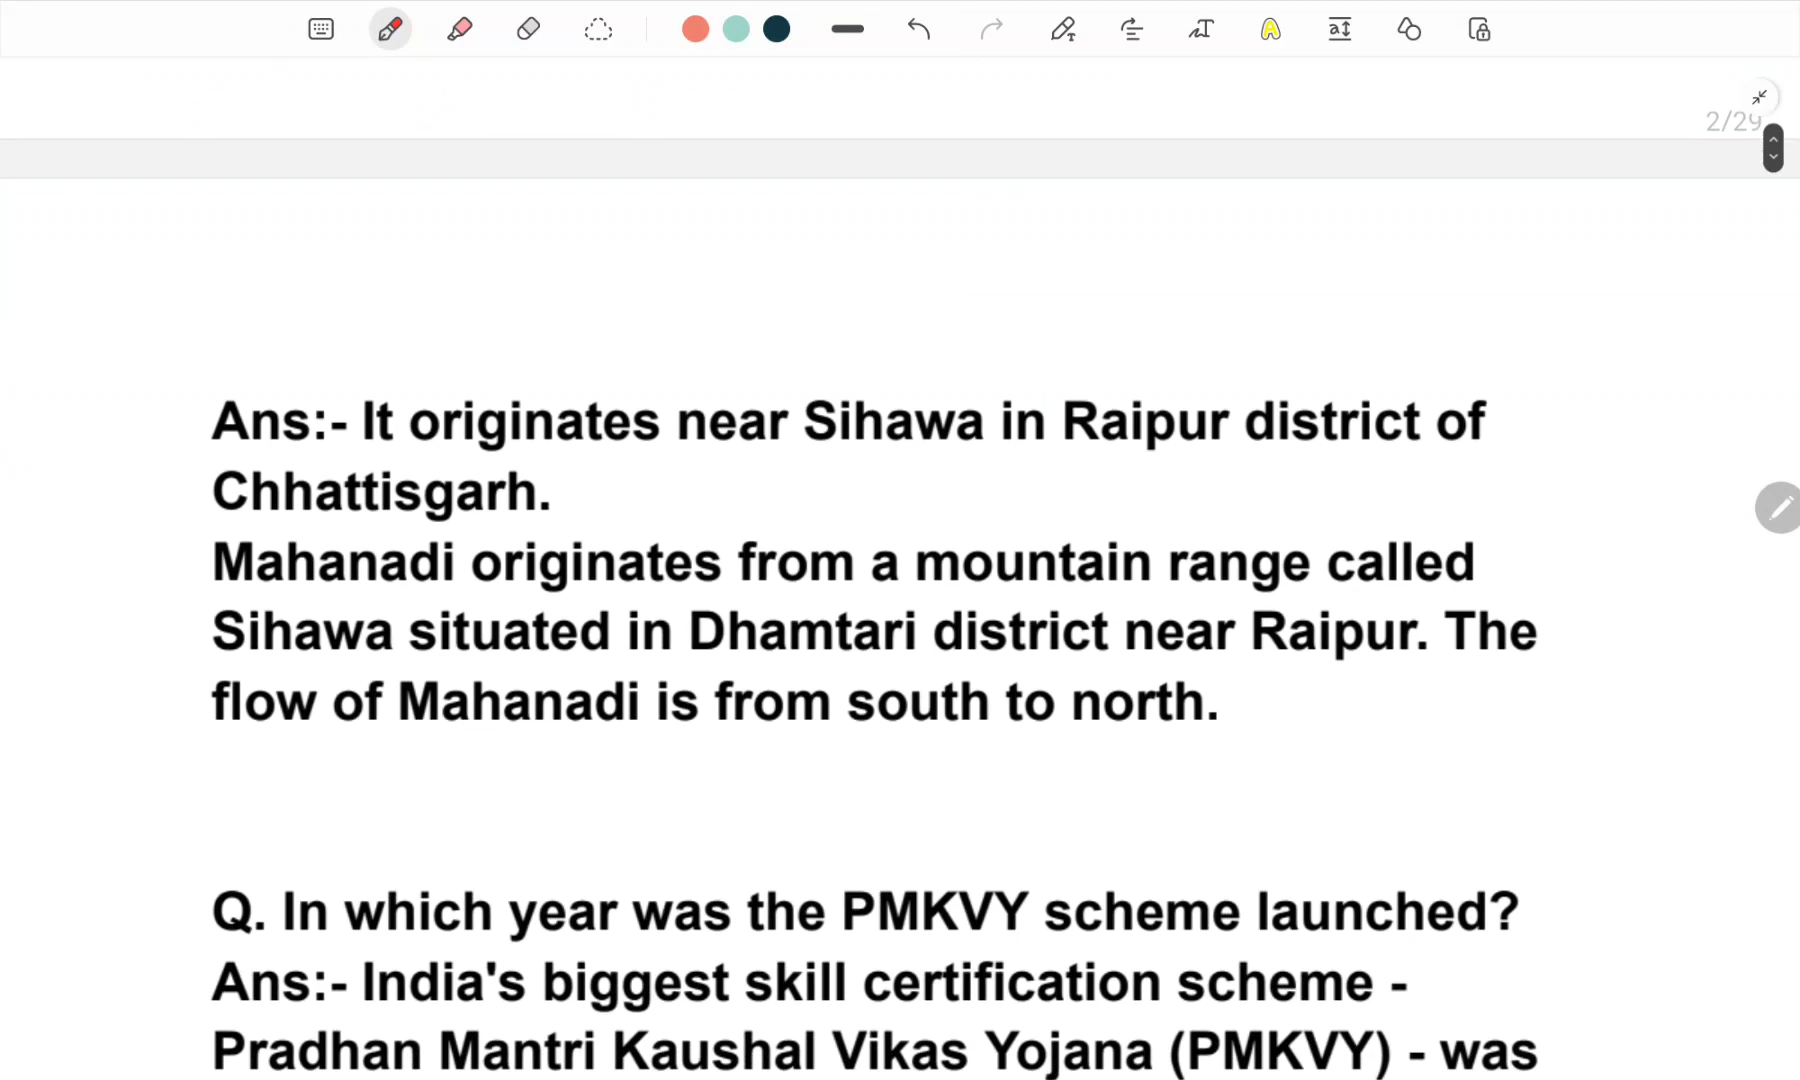 2/29
Ans:- It originates near Sihawa in Raipur district of
Chhattisgarh.
Mahanadi originates from a mountain range called
Sihawa situated in Dhamtari district near Raipur. The
flow of Mahanadi is from south to north.
Q. In which year was the PMKVY scheme launched?
Ans:- India's biggest skill certification scheme -
Pradhan Mantri Kaushal Vikas Yojana (PMKVY) - was